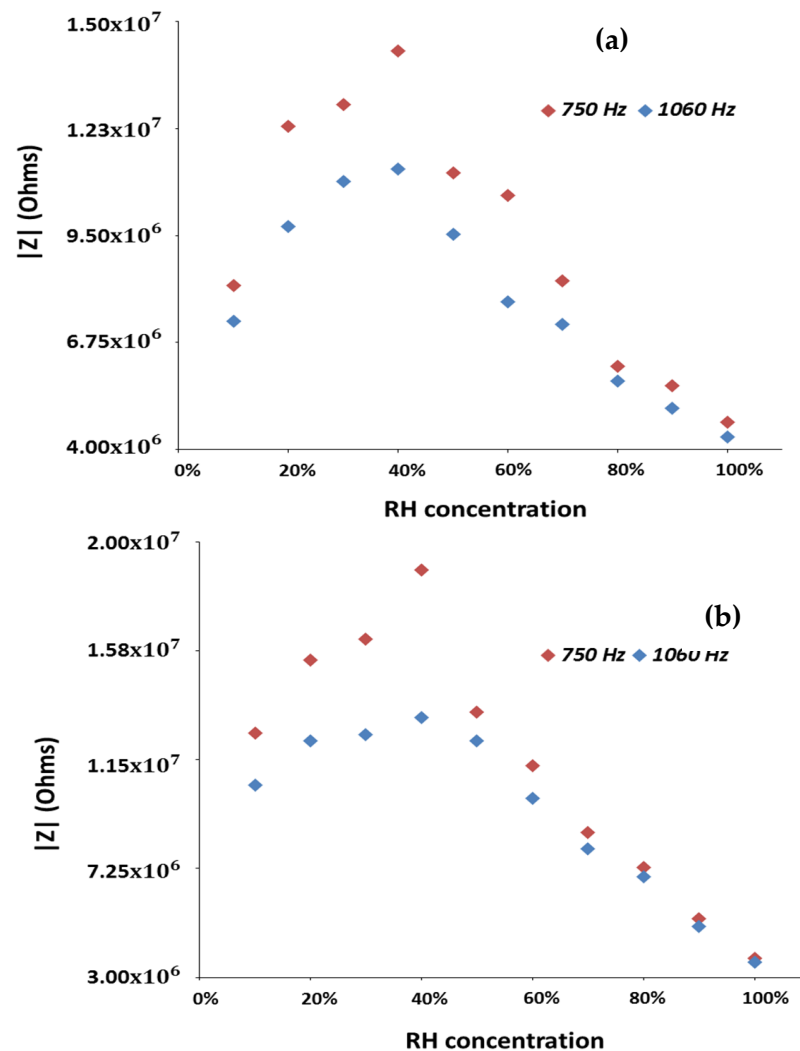 1.50x10⁷
(a)
750 Hz 1060 Hz
1.23x10⁷
|Z| (Ohms)
9.50x10⁶
6.75x10⁶
4.00x10⁶
0% 20% 40% 60% 80% 100%
RH concentration
2.00x10⁷
(b)
1.58x10⁷
750 Hz 1060 Hz
1.15x10⁷
|Z| (Ohms)
7.25x10⁶
3.00x10⁶
0% 20% 40% 60% 80% 100%
RH concentration